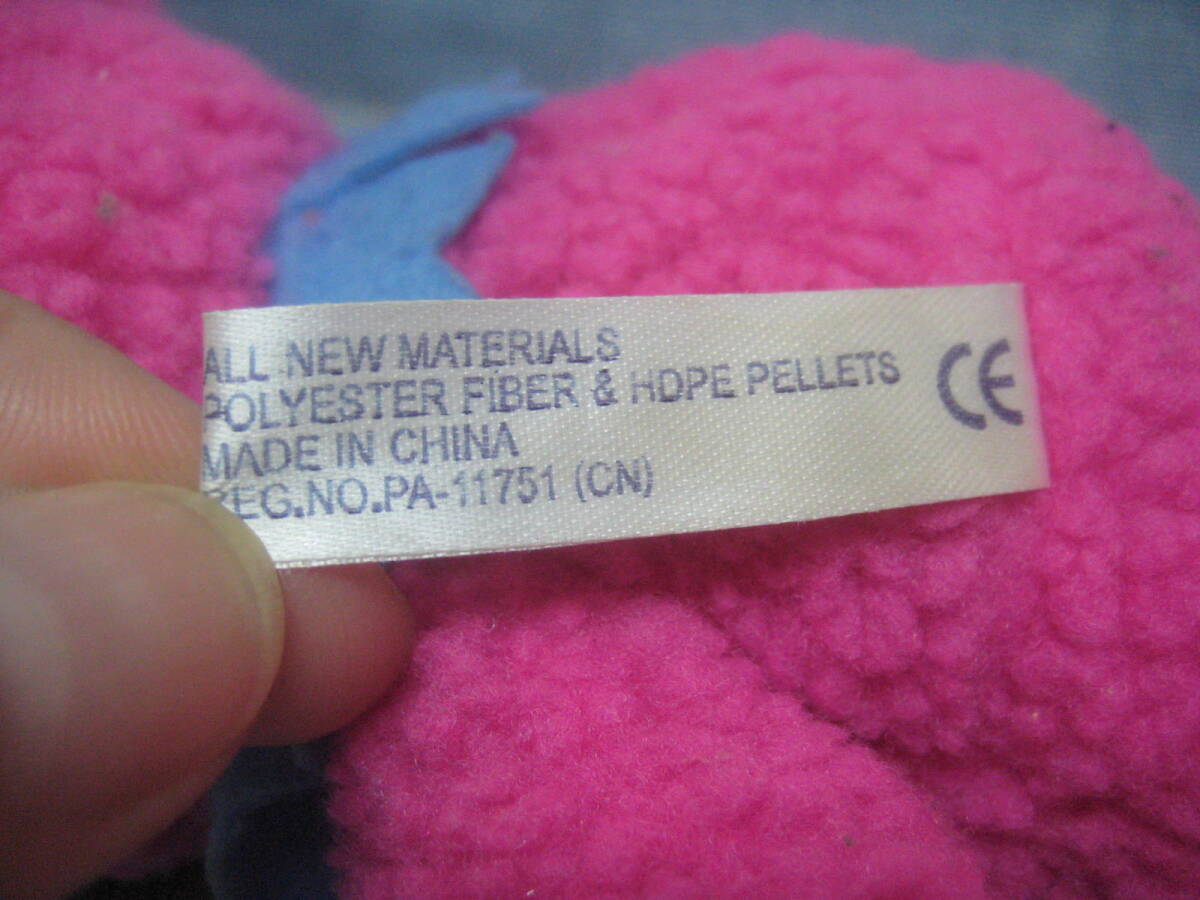 ALL NEW MATERIALS
POLYESTER FIBER & HDPE PELLETS
MADE IN CHINA
REG.NO.PA-11751 (CN)
CE